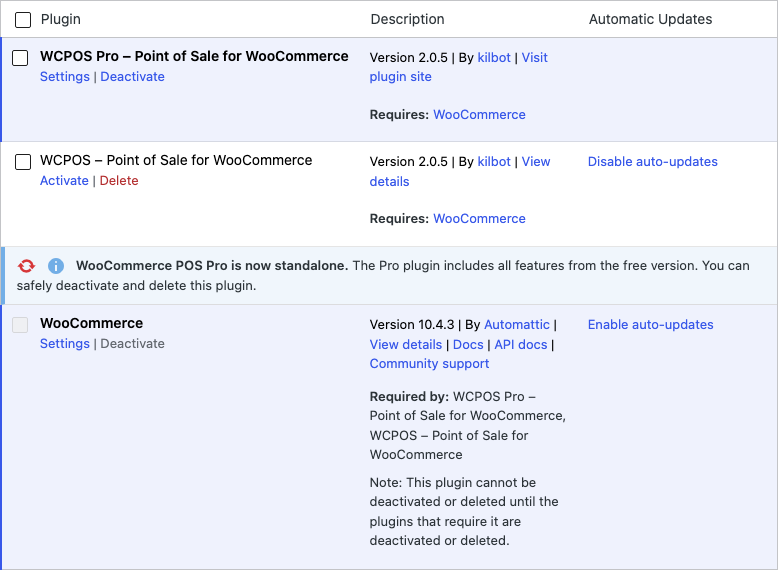 Plugin Description Automatic Updates
WCPOS Pro – Point of Sale for WooCommerce
Settings | Deactivate
Version 2.0.5 | By kilbot | Visit
plugin site
Requires: WooCommerce
WCPOS – Point of Sale for WooCommerce
Activate | Delete
Version 2.0.5 | By kilbot | View
details
Requires: WooCommerce
Disable auto-updates
WooCommerce POS Pro is now standalone. The Pro plugin includes all features from the free version. You can
safely deactivate and delete this plugin.
WooCommerce
Settings | Deactivate
Version 10.4.3 | By Automattic |
View details | Docs | API docs |
Community support
Required by: WCPOS Pro –
Point of Sale for WooCommerce,
WCPOS – Point of Sale for
WooCommerce
Note: This plugin cannot be
deactivated or deleted until the
plugins that require it are
deactivated or deleted.
Enable auto-updates